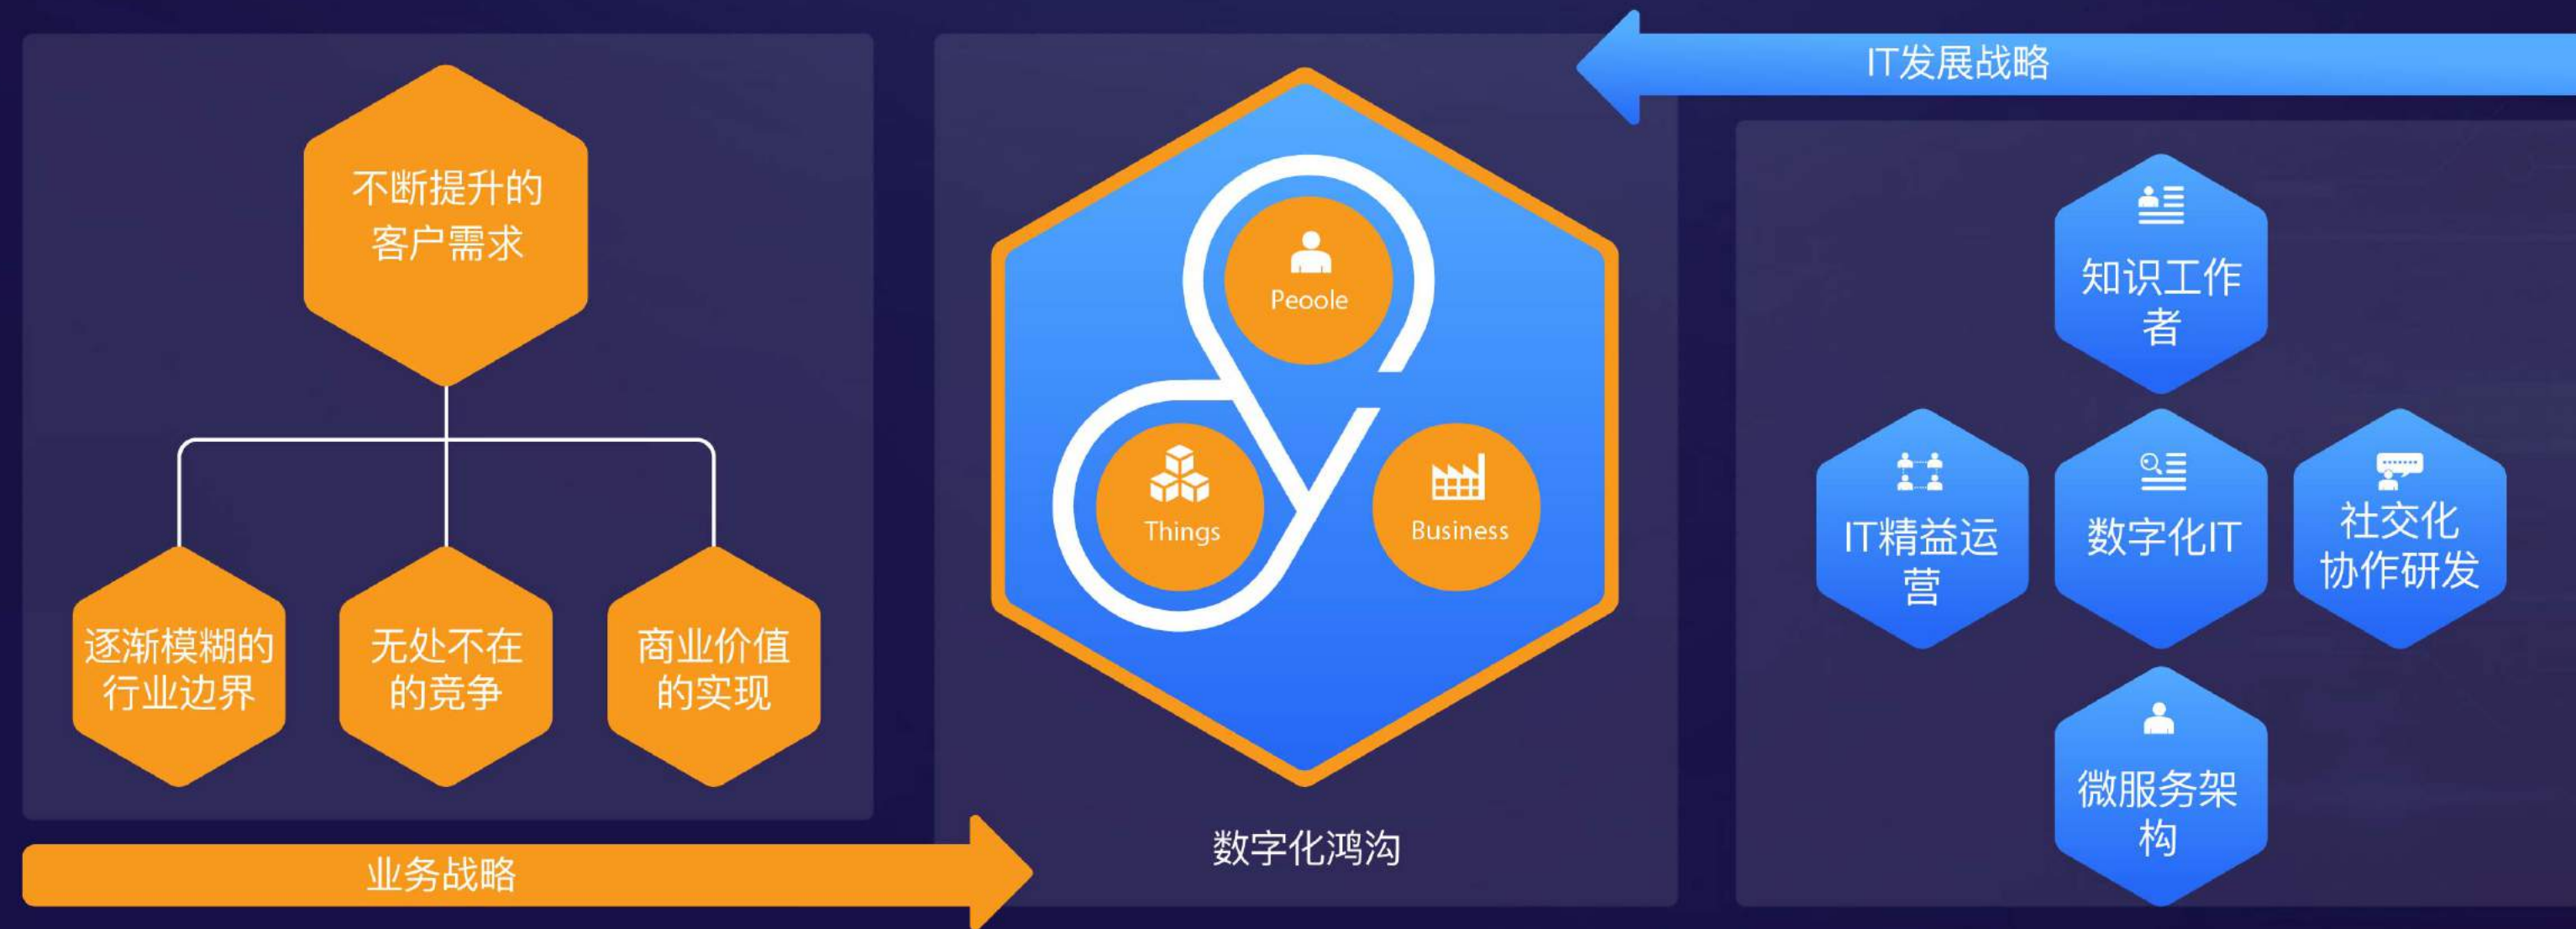 不断提升的
客户需求
逐渐模糊的
行业边界
无处不在
的竞争
商业价值
的实现
业务战略
Peoole
Things
Business
数字化鸿沟
IT发展战略
知识工作
者
IT精益运
营
数字化IT
社交化
协作研发
微服务架
构